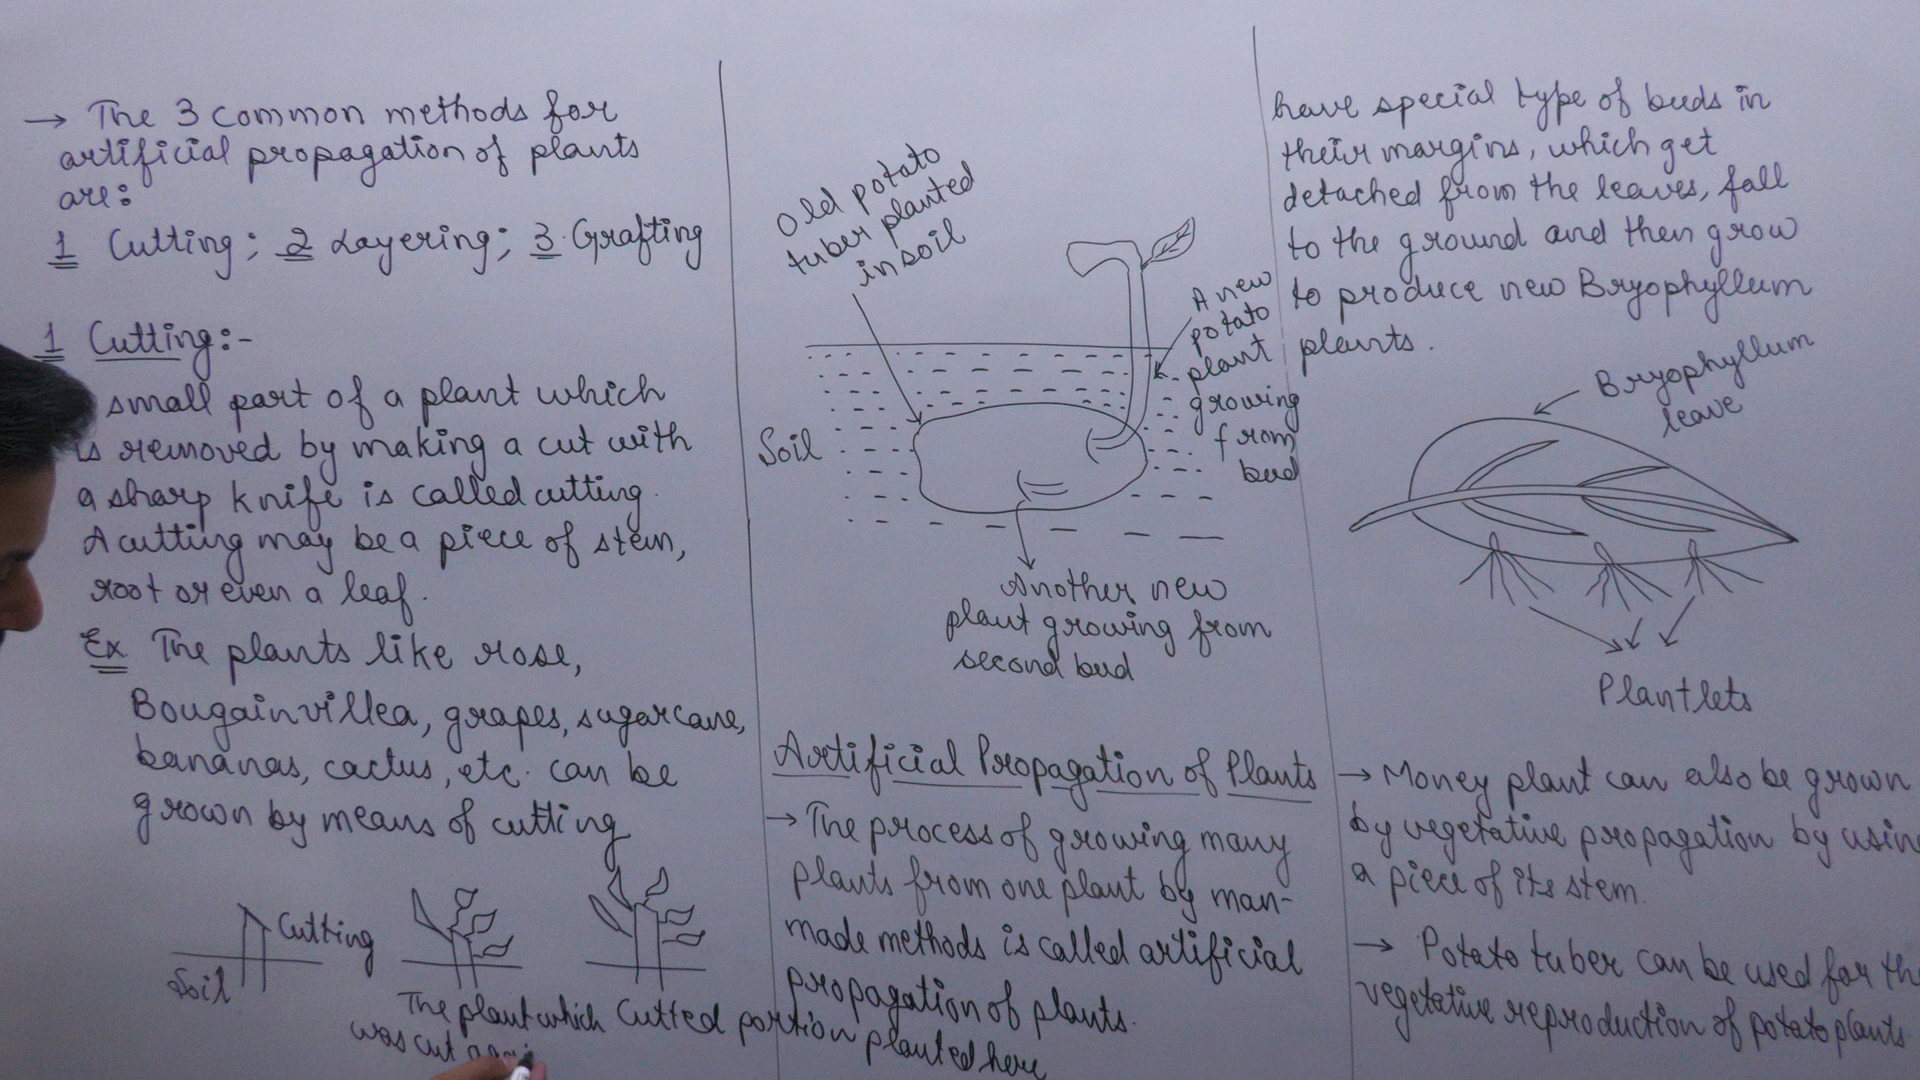 → The 3 common methods for
artificial propagation of plants
are:
1 Cutting; 2 Layering; 3. Grafting
1 Cutting:-
small part of a plant which
is removed by making a cut with
a sharp knife is called cutting.
A cutting may be a piece of stem,
root or even a leaf.
Ex The plants like rose,
Bougainvillea, grapes, sugarcane,
bananas, cactus, etc. can be
grown by means of cutting
Cutting
Soil
The plant which
was cut
Cutted portion
planted here
Old potato
tuber planted
in soil
A new
potato
plant
growing
from
bud
Soil
Another new
plant growing from
second bud
Artificial Propagation of Plants
→ The process of growing many
plants from one plant by man-
made methods is called artificial
propagation of plants.
have special type of buds in
their margins, which get
detached from the leaves, fall
to the ground and then grow
to produce new Bryophyllum
plants.
Bryophyllum
leave
Plantlets
→ Money plant can also be grown
by vegetative propagation by usin
a piece of its stem.
→ Potato tuber can be used for th
vegetative reproduction of potato plants.